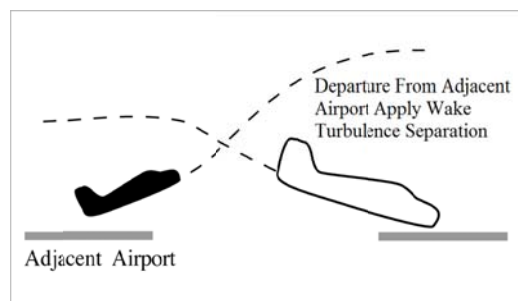 Departure From Adjacent
Airport Apply Wake
Turbulence Separation
Adjacent Airport